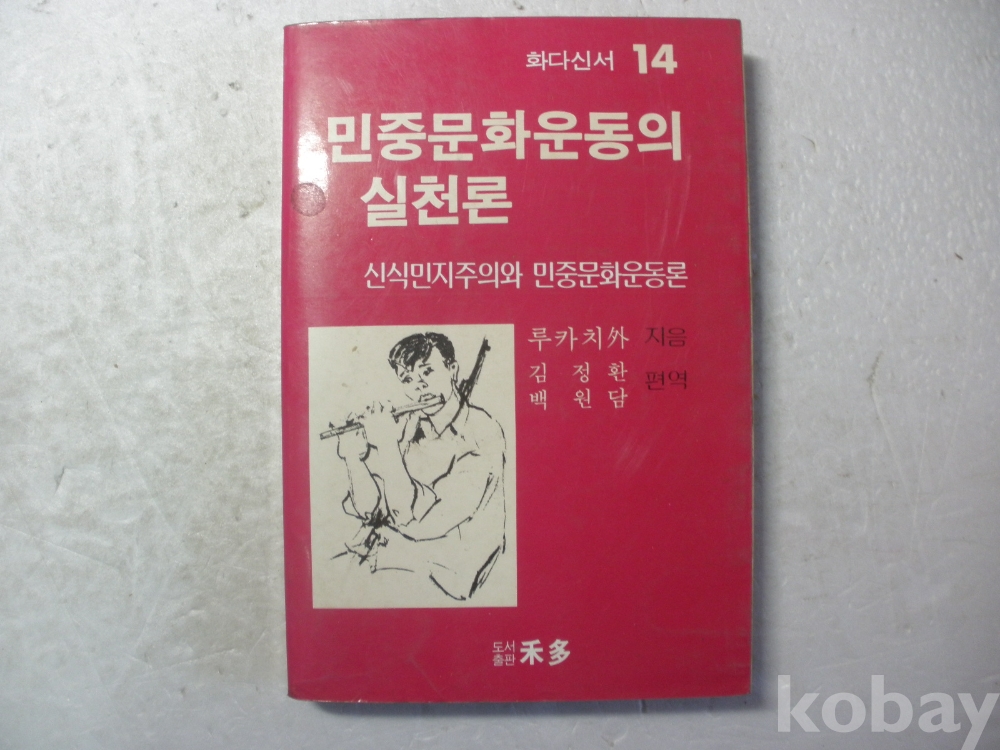 화다신서 14
민중문화운동의
실천론
신식민지주의와 민중문화운동론
루카치外 지음
김정환
백원담 편역
도서출판 禾多
kobay